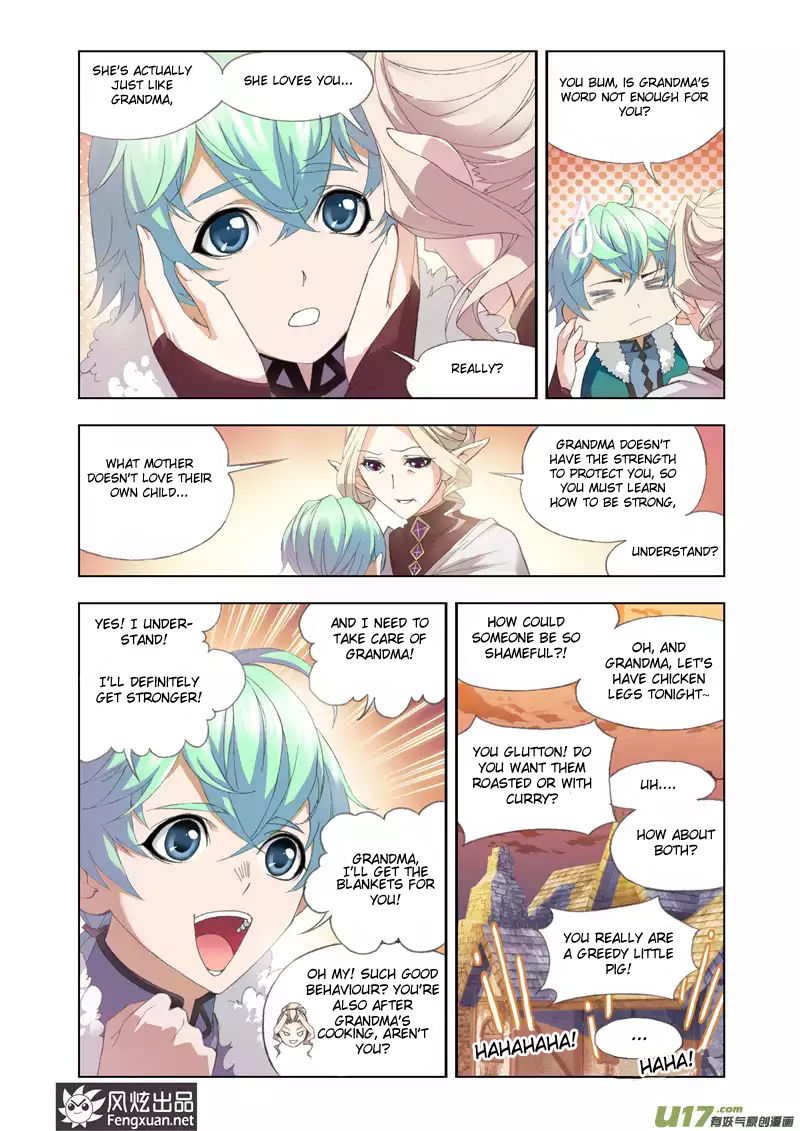 SHE'S ACTUALLY
JUST LIKE
GRANDMA,
SHE LOVES YOU...
REALLY?
YOU BUM, IS GRANDMA'S
WORD NOT ENOUGH FOR
YOU?
WHAT MOTHER
DOESN'T LOVE THEIR
OWN CHILD...
GRANDMA DOESN'T
HAVE THE STRENGTH
TO PROTECT YOU, SO
YOU MUST LEARN
HOW TO BE STRONG,
UNDERSTAND?
YES! I UNDER-
STAND!
I'LL DEFINITELY
GET STRONGER!
AND I NEED TO
TAKE CARE OF
GRANDMA!
GRANDMA,
I'LL GET THE
BLANKETS FOR
YOU!
OH MY! SUCH GOOD
BEHAVIOUR? YOU'RE
ALSO AFTER
GRANDMA'S
COOKING, AREN'T
YOU?
HOW COULD
SOMEONE BE SO
SHAMEFUL?!
OH, AND
GRANDMA, LET'S
HAVE CHICKEN
LEGS TONIGHT~
YOU GLUTTON! DO
YOU WANT THEM
ROASTED OR WITH
CURRY?
UH....
HOW ABOUT
BOTH?
YOU REALLY ARE
A GREEDY LITTLE
PIG!
...
HAHAHAHA!
HAHA!
风炫出品
Fengxuan.net
U17.com
有妖气原创漫画